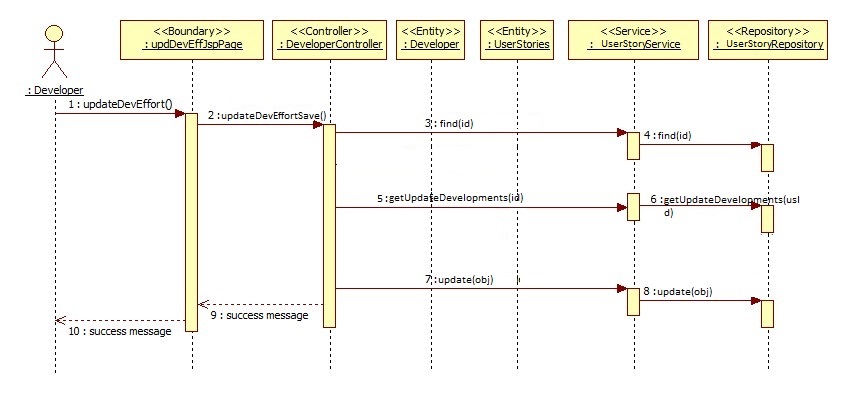 <<Boundary>>
: updDevEffJspPage
<<Controller>>
: DeveloperController
<<Entity>>
: Developer
<<Entity>>
: UserStories
<<Service>>
: UserStoryService
<<Repository>>
: UserStoryRepository
: Developer
1 : updateDevEffort()
2 :updateDevEffortSave()
3 : find(id)
4 : find(id)
5 :getUpdateDevelopments(id)
6 :getUpdateDevelopments(usI
d)
7 :update(obj)
8 :update(obj)
9 : success message
10 : success message